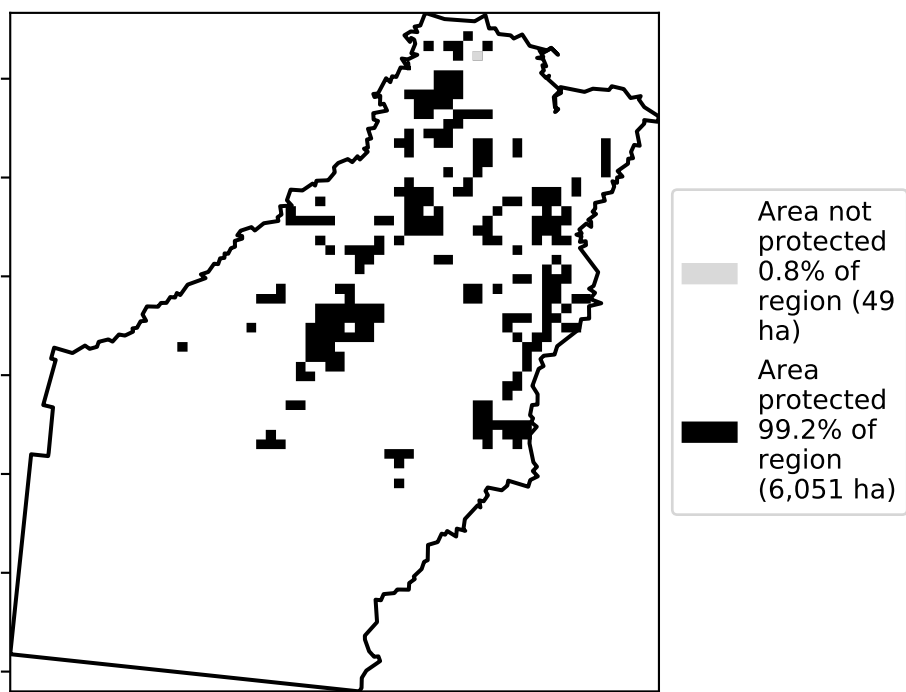 Area not
protected
0.8% of
region (49
ha)
Area
protected
99.2% of
region
(6,051 ha)